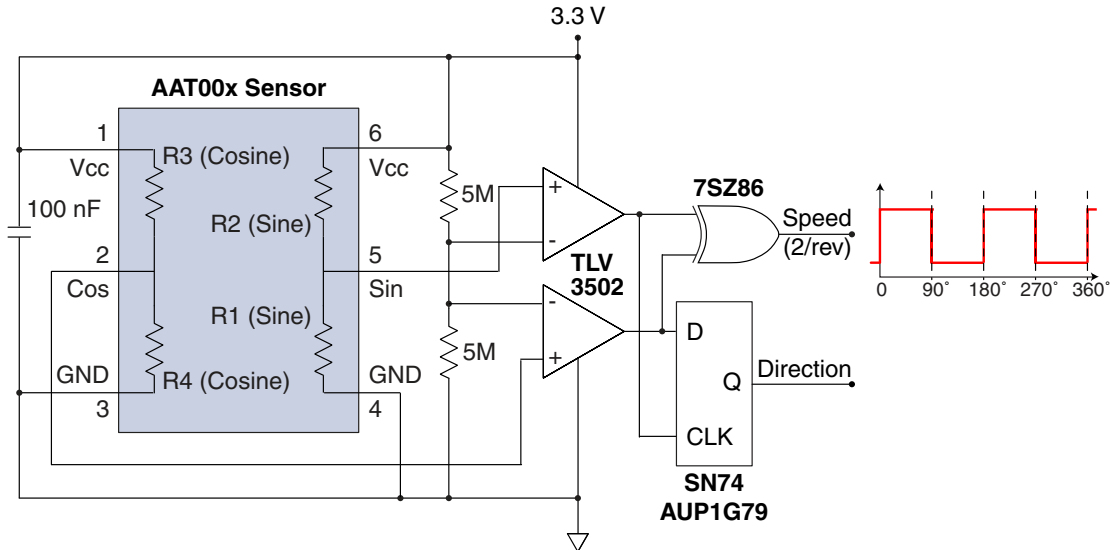 3.3 V
AAT00x Sensor
1
Vcc
R3 (Cosine)
6
Vcc
100 nF
R2 (Sine)
5M
+
-
7SZ86
Speed
(2/rev)
2
Cos
5
Sin
TLV
3502
0 90° 180° 270° 360°
R1 (Sine)
-
+
5M
D
Q
CLK
Direction
GND
3
R4 (Cosine)
GND
4
SN74
AUP1G79